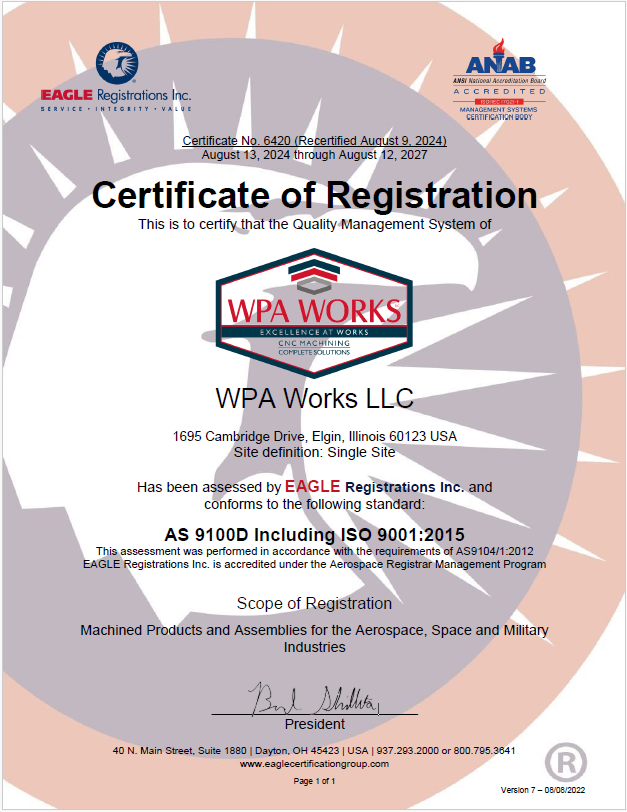 EAGLE Registrations Inc.
SERVICE · INTEGRITY · VALUE
ANAB
ANSI National Accreditation Board
ACCREDITED
ISO/IEC 17021-1
MANAGEMENT SYSTEMS
CERTIFICATION BODY
Certificate No. 6420 (Recertified August 9, 2024)
August 13, 2024 through August 12, 2027
Certificate of Registration
This is to certify that the Quality Management System of
WPA WORKS
EXCELLENCE AT WORKS
CNC MACHINING
COMPLETE SOLUTIONS
WPA Works LLC
1695 Cambridge Drive, Elgin, Illinois 60123 USA
Site definition: Single Site
Has been assessed by EAGLE Registrations Inc. and
conforms to the following standard:
AS 9100D Including ISO 9001:2015
This assessment was performed in accordance with the requirements of AS9104/1:2012
EAGLE Registrations Inc. is accredited under the Aerospace Registrar Management Program
Scope of Registration
Machined Products and Assemblies for the Aerospace, Space and Military
Industries
President
40 N. Main Street, Suite 1880 | Dayton, OH 45423 | USA | 937.293.2000 or 800.795.3641
www.eaglecertificationgroup.com
Page 1 of 1
®
Version 7 – 08/08/2022